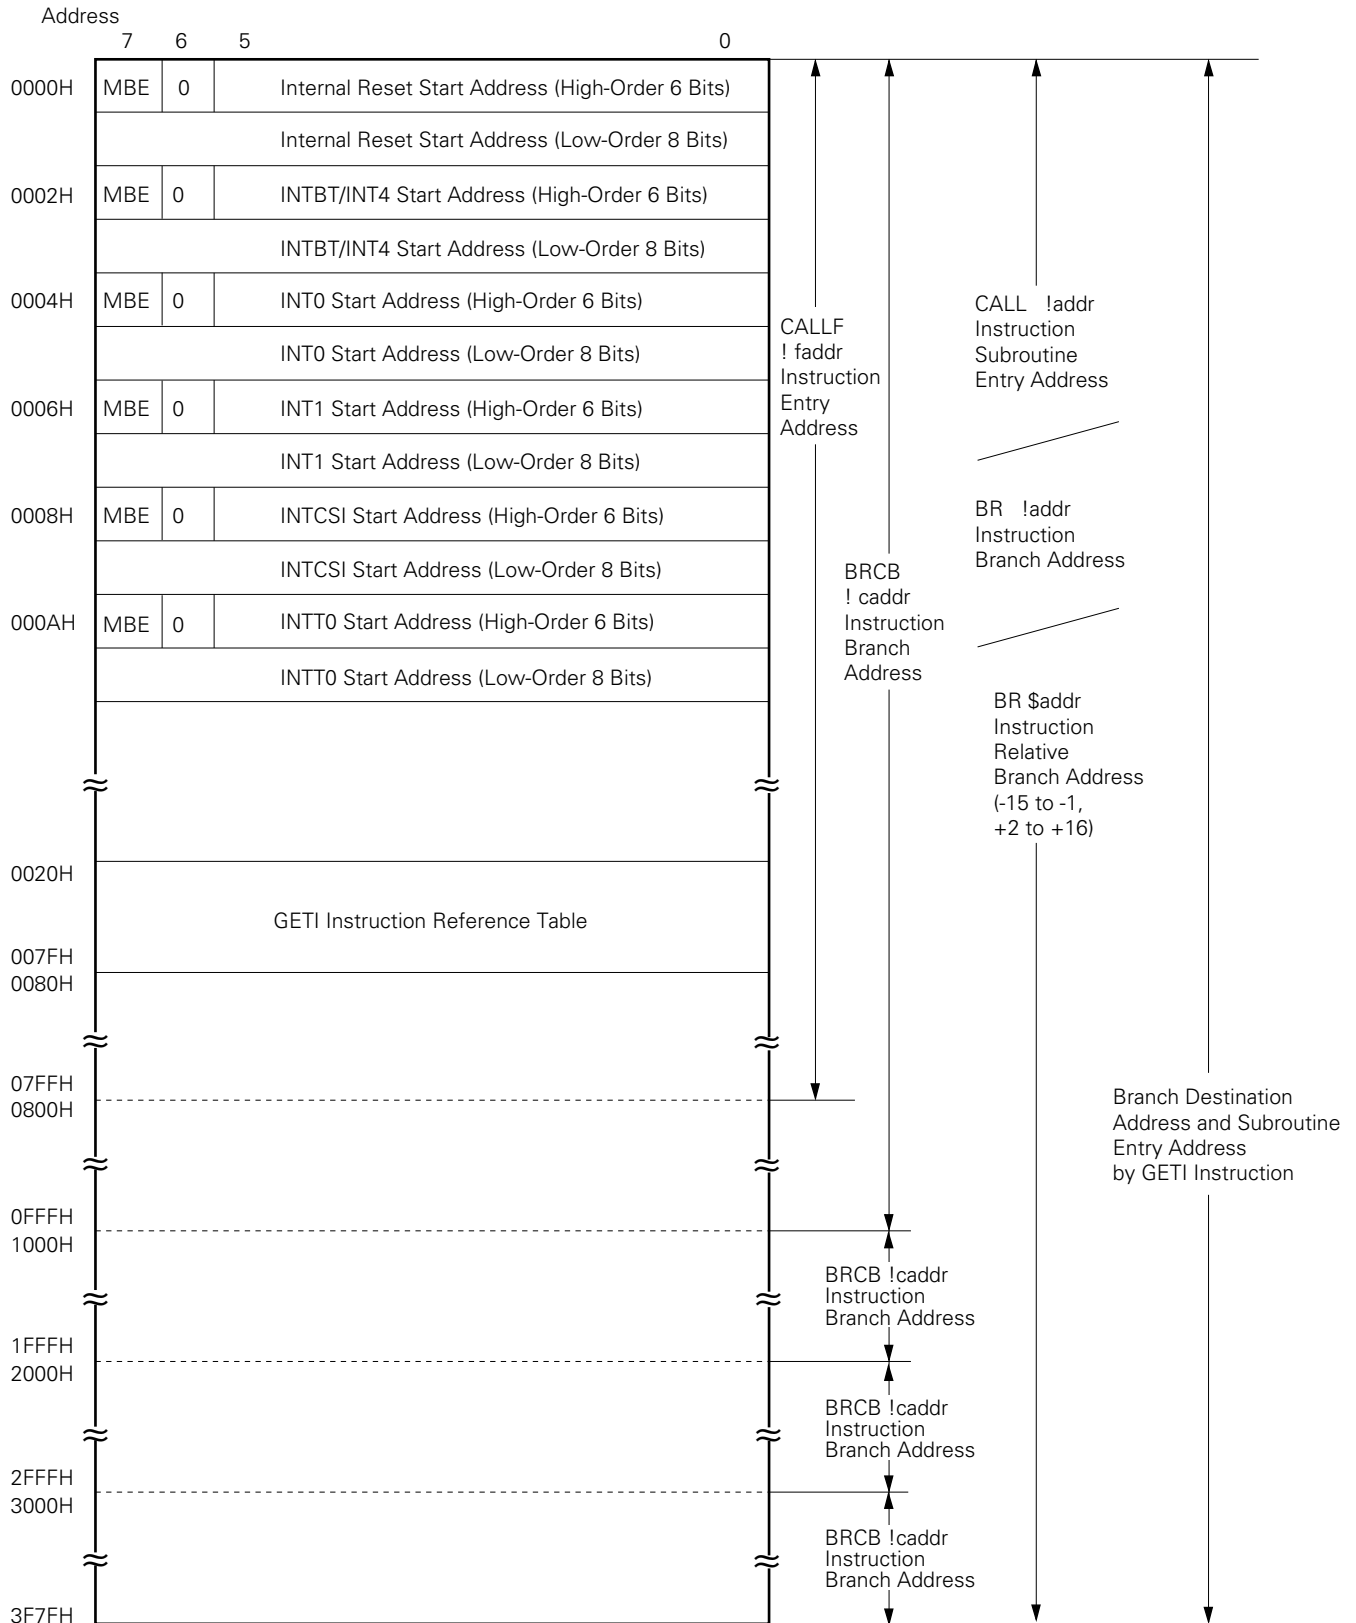 Address
7 6 5 0
0000H MBE 0 Internal Reset Start Address (High-Order 6 Bits)
Internal Reset Start Address (Low-Order 8 Bits)
0002H MBE 0 INTBT/INT4 Start Address (High-Order 6 Bits)
INTBT/INT4 Start Address (Low-Order 8 Bits)
0004H MBE 0 INT0 Start Address (High-Order 6 Bits)
INT0 Start Address (Low-Order 8 Bits)
0006H MBE 0 INT1 Start Address (High-Order 6 Bits)
INT1 Start Address (Low-Order 8 Bits)
0008H MBE 0 INTCSI Start Address (High-Order 6 Bits)
INTCSI Start Address (Low-Order 8 Bits)
000AH MBE 0 INTT0 Start Address (High-Order 6 Bits)
INTT0 Start Address (Low-Order 8 Bits)
0020H
GETI Instruction Reference Table
007FH
0080H
07FFH
0800H
0FFFH
1000H
1FFFH
2000H
2FFFH
3000H
3F7FH
CALLF
! faddr
Instruction
Entry
Address
BRCB
! caddr
Instruction
Branch
Address
BRCB !caddr
Instruction
Branch Address
BRCB !caddr
Instruction
Branch Address
BRCB !caddr
Instruction
Branch Address
CALL !addr
Instruction
Subroutine
Entry Address
BR !addr
Instruction
Branch Address
BR $addr
Instruction
Relative
Branch Address
(-15 to -1,
+2 to +16)
Branch Destination
Address and Subroutine
Entry Address
by GETI Instruction